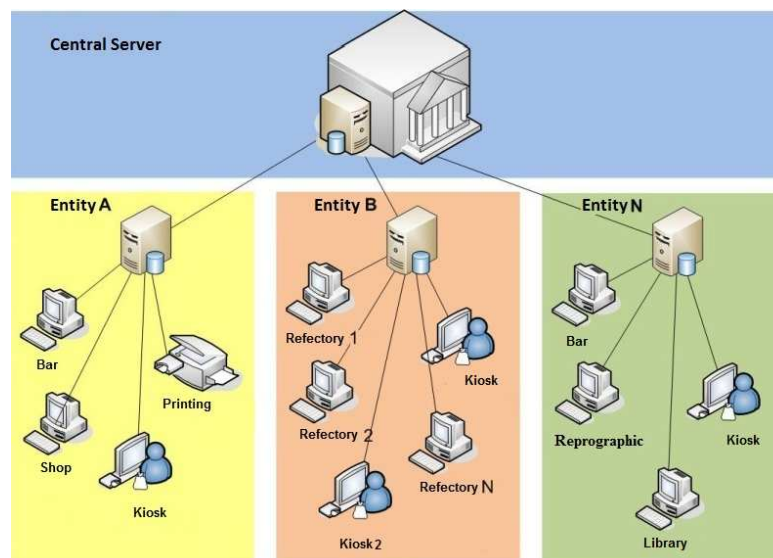 Central Server
Entity A
Bar
Printing
Shop
Kiosk
Entity B
Refectory 1
Kiosk
Refectory 2
Refectory N
Kiosk 2
Entity N
Bar
Reprographic
Kiosk
Library